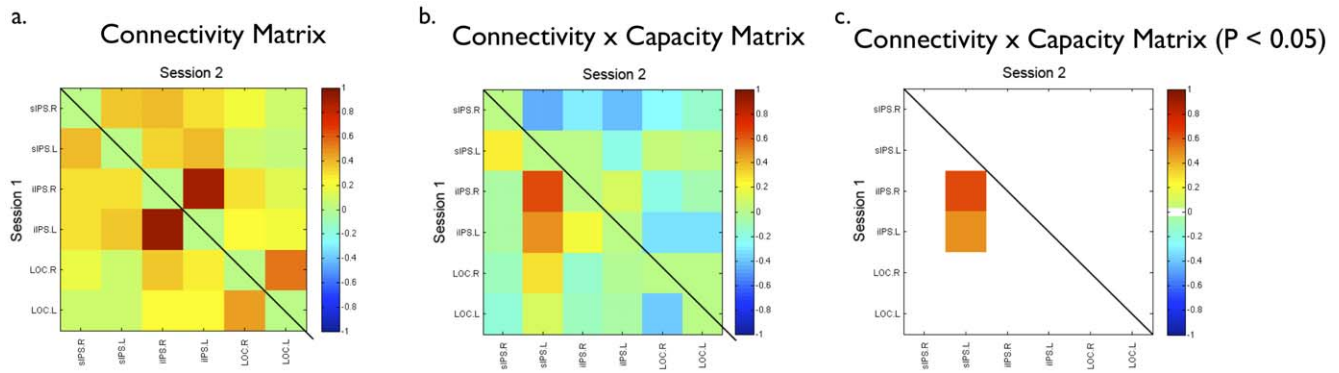 a.
Connectivity Matrix
Session 2
Session 1
sIPS.R
sIPS.L
iIPS.R
iIPS.L
LOC.R
LOC.L
sIPS.R
sIPS.L
iIPS.R
iIPS.L
LOC.R
LOC.L
1
0.8
0.6
0.4
0.2
0
-0.2
-0.4
-0.6
-0.8
-1
b.
Connectivity x Capacity Matrix
Session 2
sIPS.R
sIPS.L
iIPS.R
iIPS.L
LOC.R
LOC.L
sIPS.R
sIPS.L
iIPS.R
iIPS.L
LOC.R
LOC.L
1
0.8
0.6
0.4
0.2
0
-0.2
-0.4
-0.6
-0.8
-1
c.
Connectivity x Capacity Matrix (P < 0.05)
Session 2
Session 1
sIPS.R
sIPS.L
iIPS.R
iIPS.L
LOC.R
LOC.L
sIPS.R
sIPS.L
iIPS.R
iIPS.L
LOC.R
LOC.L
1
0.8
0.6
0.4
0.2
0
-0.2
-0.4
-0.6
-0.8
-1